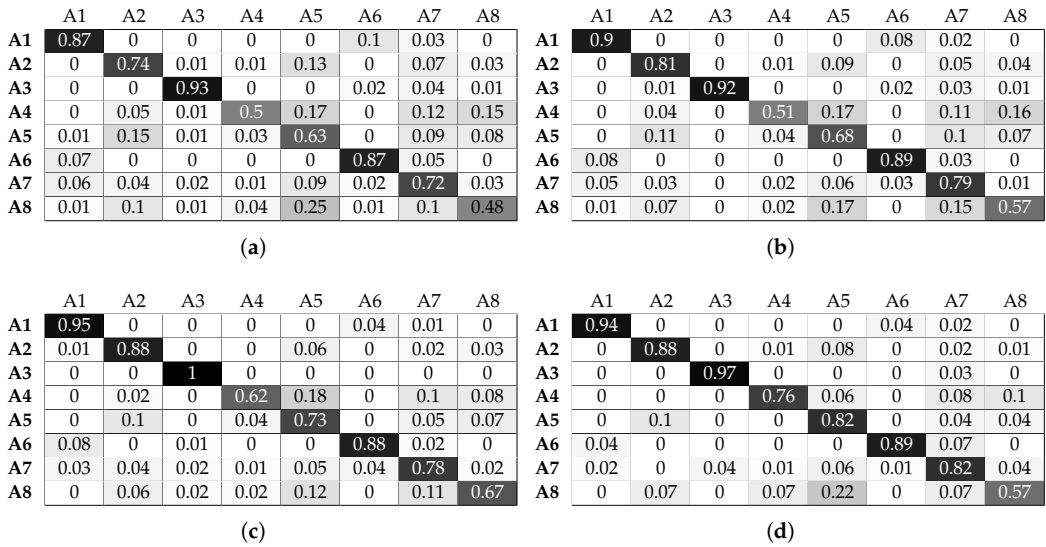 A1 A2 A3 A4 A5 A6 A7 A8
A1 0.87 0 0 0 0 0.1 0.03 0
A2 0 0.74 0.01 0.01 0.13 0 0.07 0.03
A3 0 0 0.93 0 0 0.02 0.04 0.01
A4 0 0.05 0.01 0.5 0.17 0 0.12 0.15
A5 0.01 0.15 0.01 0.03 0.63 0 0.09 0.08
A6 0.07 0 0 0 0 0.87 0.05 0
A7 0.06 0.04 0.02 0.01 0.09 0.02 0.72 0.03
A8 0.01 0.1 0.01 0.04 0.25 0.01 0.1 0.48
(a)
A1 A2 A3 A4 A5 A6 A7 A8
A1 0.9 0 0 0 0 0.08 0.02 0
A2 0 0.81 0 0.01 0.09 0 0.05 0.04
A3 0 0.01 0.92 0 0 0.02 0.03 0.01
A4 0 0.04 0 0.51 0.17 0 0.11 0.16
A5 0 0.11 0 0.04 0.68 0 0.1 0.07
A6 0.08 0 0 0 0 0.89 0.03 0
A7 0.05 0.03 0 0.02 0.06 0.03 0.79 0.01
A8 0.01 0.07 0 0.02 0.17 0 0.15 0.57
(b)
A1 A2 A3 A4 A5 A6 A7 A8
A1 0.95 0 0 0 0 0.04 0.01 0
A2 0.01 0.88 0 0 0.06 0 0.02 0.03
A3 0 0 1 0 0 0 0 0
A4 0 0.02 0 0.62 0.18 0 0.1 0.08
A5 0 0.1 0 0.04 0.73 0 0.05 0.07
A6 0.08 0 0.01 0 0 0.88 0.02 0
A7 0.03 0.04 0.02 0.01 0.05 0.04 0.78 0.02
A8 0 0.06 0.02 0.02 0.12 0 0.11 0.67
(c)
A1 A2 A3 A4 A5 A6 A7 A8
A1 0.94 0 0 0 0 0.04 0.02 0
A2 0 0.88 0 0.01 0.08 0 0.02 0.01
A3 0 0 0.97 0 0 0 0.03 0
A4 0 0 0 0.76 0.06 0 0.08 0.1
A5 0 0.1 0 0 0.82 0 0.04 0.04
A6 0.04 0 0 0 0 0.89 0.07 0
A7 0.02 0 0.04 0.01 0.06 0.01 0.82 0.04
A8 0 0.07 0 0.07 0.22 0 0.07 0.57
(d)